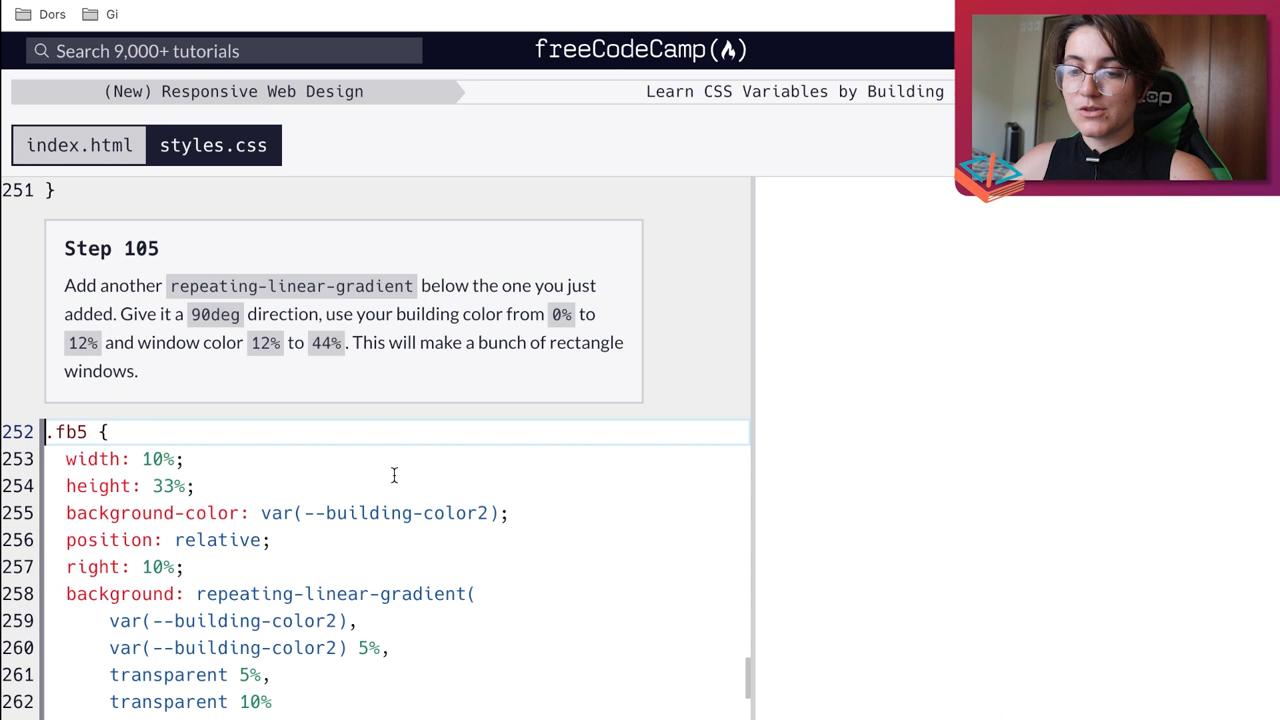 Dors Gi
Search 9,000+ tutorials
freeCodeCamp
(New) Responsive Web Design
Learn CSS Variables by Building
index.html styles.css
251 }
Step 105
Add another repeating-linear-gradient below the one you just
added. Give it a 90deg direction, use your building color from 0% to
12% and window color 12% to 44%. This will make a bunch of rectangle
windows.
252 .fb5 {
253 width: 10%;
254 height: 33%;
255 background-color: var(--building-color2);
256 position: relative;
257 right: 10%;
258 background: repeating-linear-gradient(
259 var(--building-color2),
260 var(--building-color2) 5%,
261 transparent 5%,
262 transparent 10%